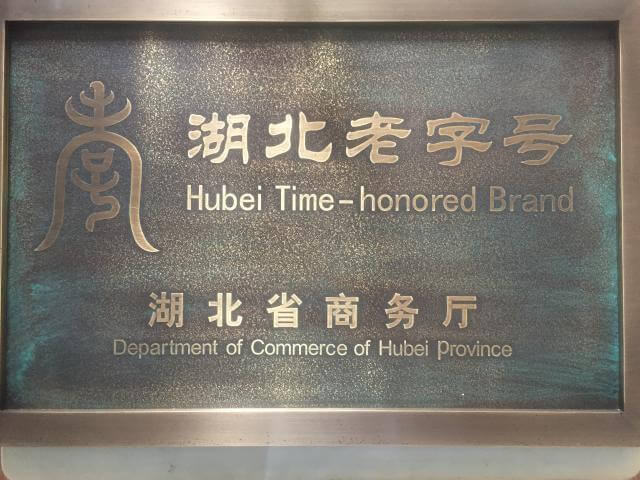 湖北老字号
Hubei Time-honored Brand
湖北省商务厅
Department of Commerce of Hubei province